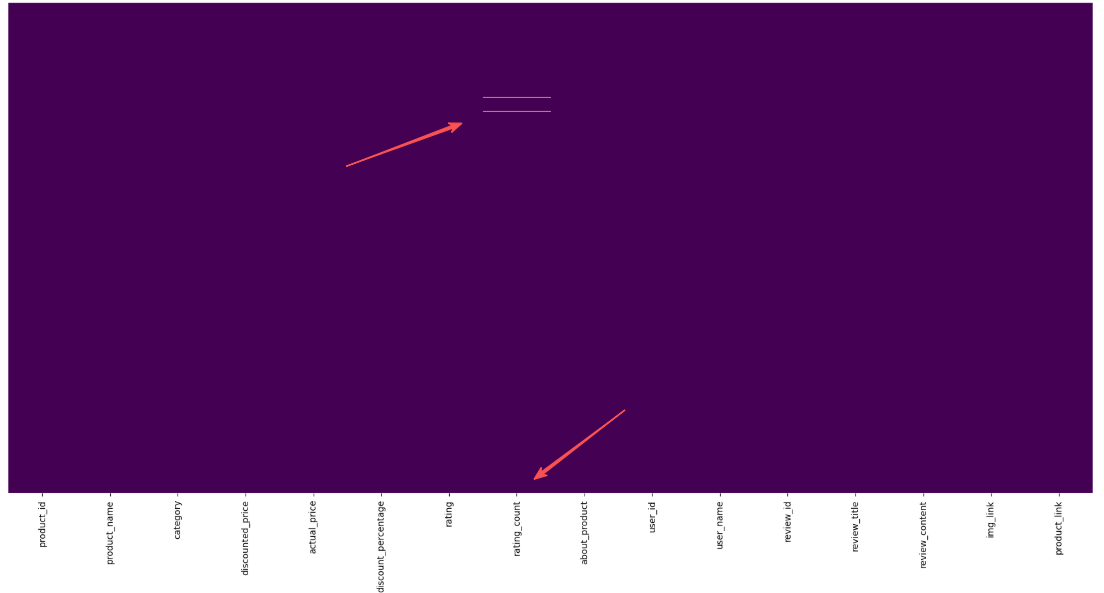 product_id
product_name
category
discounted_price
actual_price
discount_percentage
rating
rating_count
about_product
user_id
user_name
review_id
review_title
review_content
img_link
product_link